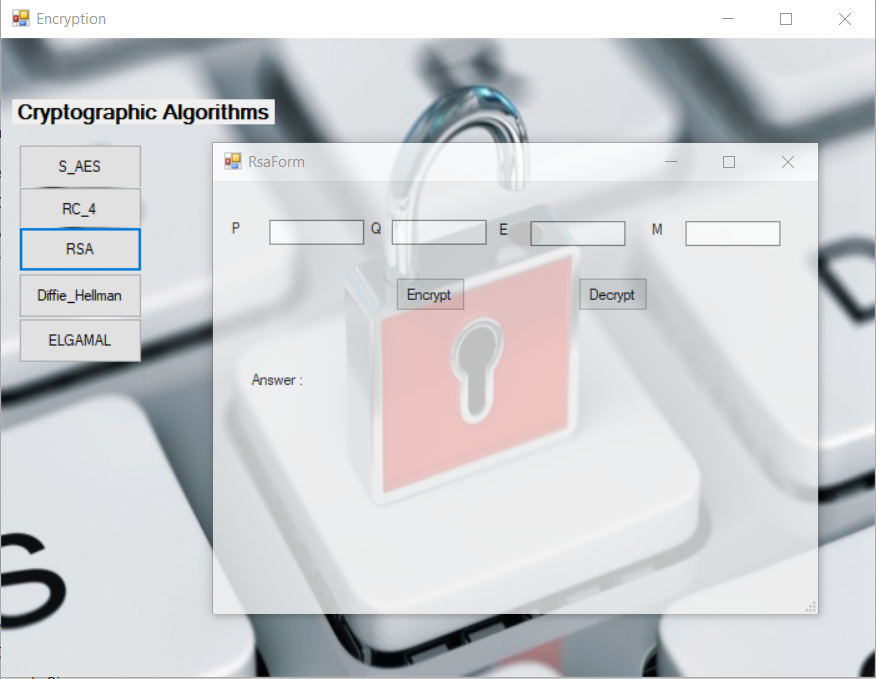 Encryption
Cryptographic Algorithms
S_AES
RC_4
RSA
Diffie_Hellman
ELGAMAL
RsaForm
P Q E M
Encrypt Decrypt
Answer :
S